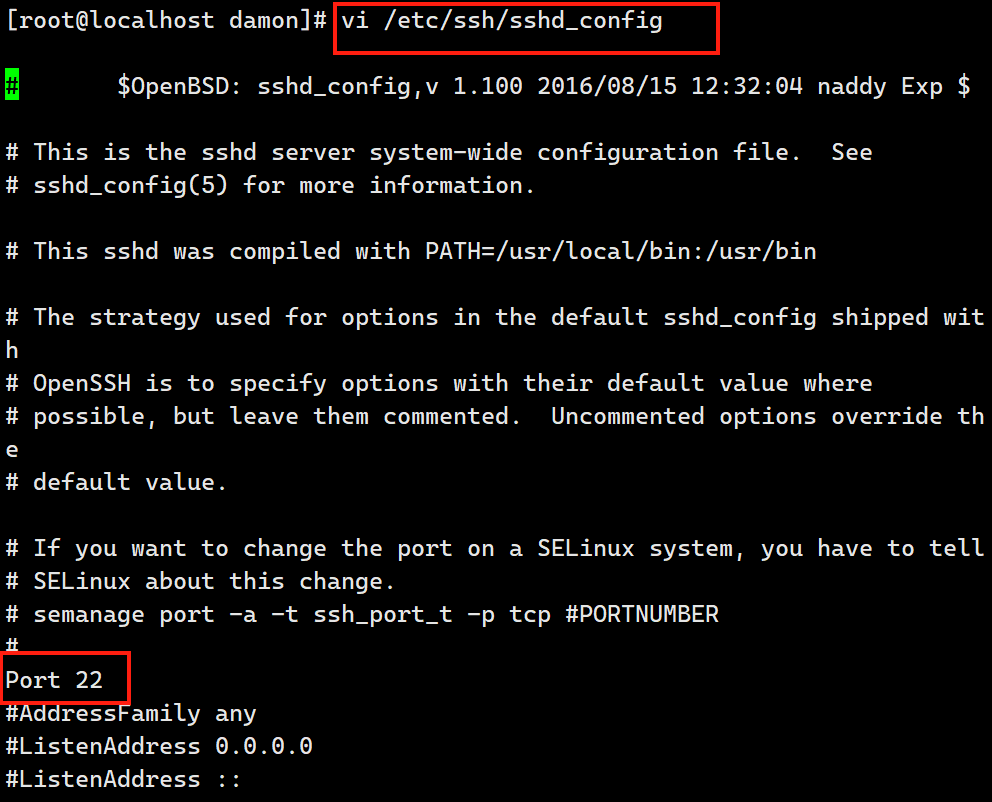 [root@localhost damon]# vi /etc/ssh/sshd_config
#       $OpenBSD: sshd_config,v 1.100 2016/08/15 12:32:04 naddy Exp $
# This is the sshd server system-wide configuration file.  See
# sshd_config(5) for more information.
# This sshd was compiled with PATH=/usr/local/bin:/usr/bin
# The strategy used for options in the default sshd_config shipped wit
h
# OpenSSH is to specify options with their default value where
# possible, but leave them commented.  Uncommented options override th
e
# default value.
# If you want to change the port on a SELinux system, you have to tell
# SELinux about this change.
# semanage port -a -t ssh_port_t -p tcp #PORTNUMBER
#
Port 22
#AddressFamily any
#ListenAddress 0.0.0.0
#ListenAddress ::